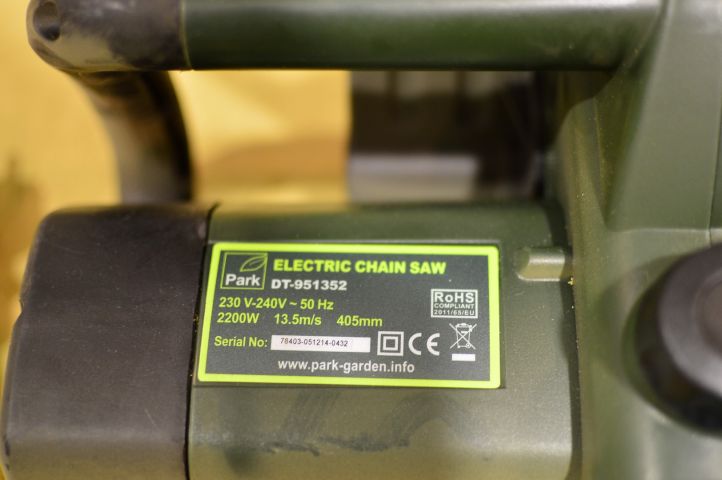 Park
ELECTRIC CHAIN SAW
DT-951352
230 V-240V ~ 50 Hz
2200W 13.5m/s 405mm
RoHS
COMPLIANT
2011/65/EU
Serial No: 78403-051214-0432
CE
www.park-garden.info